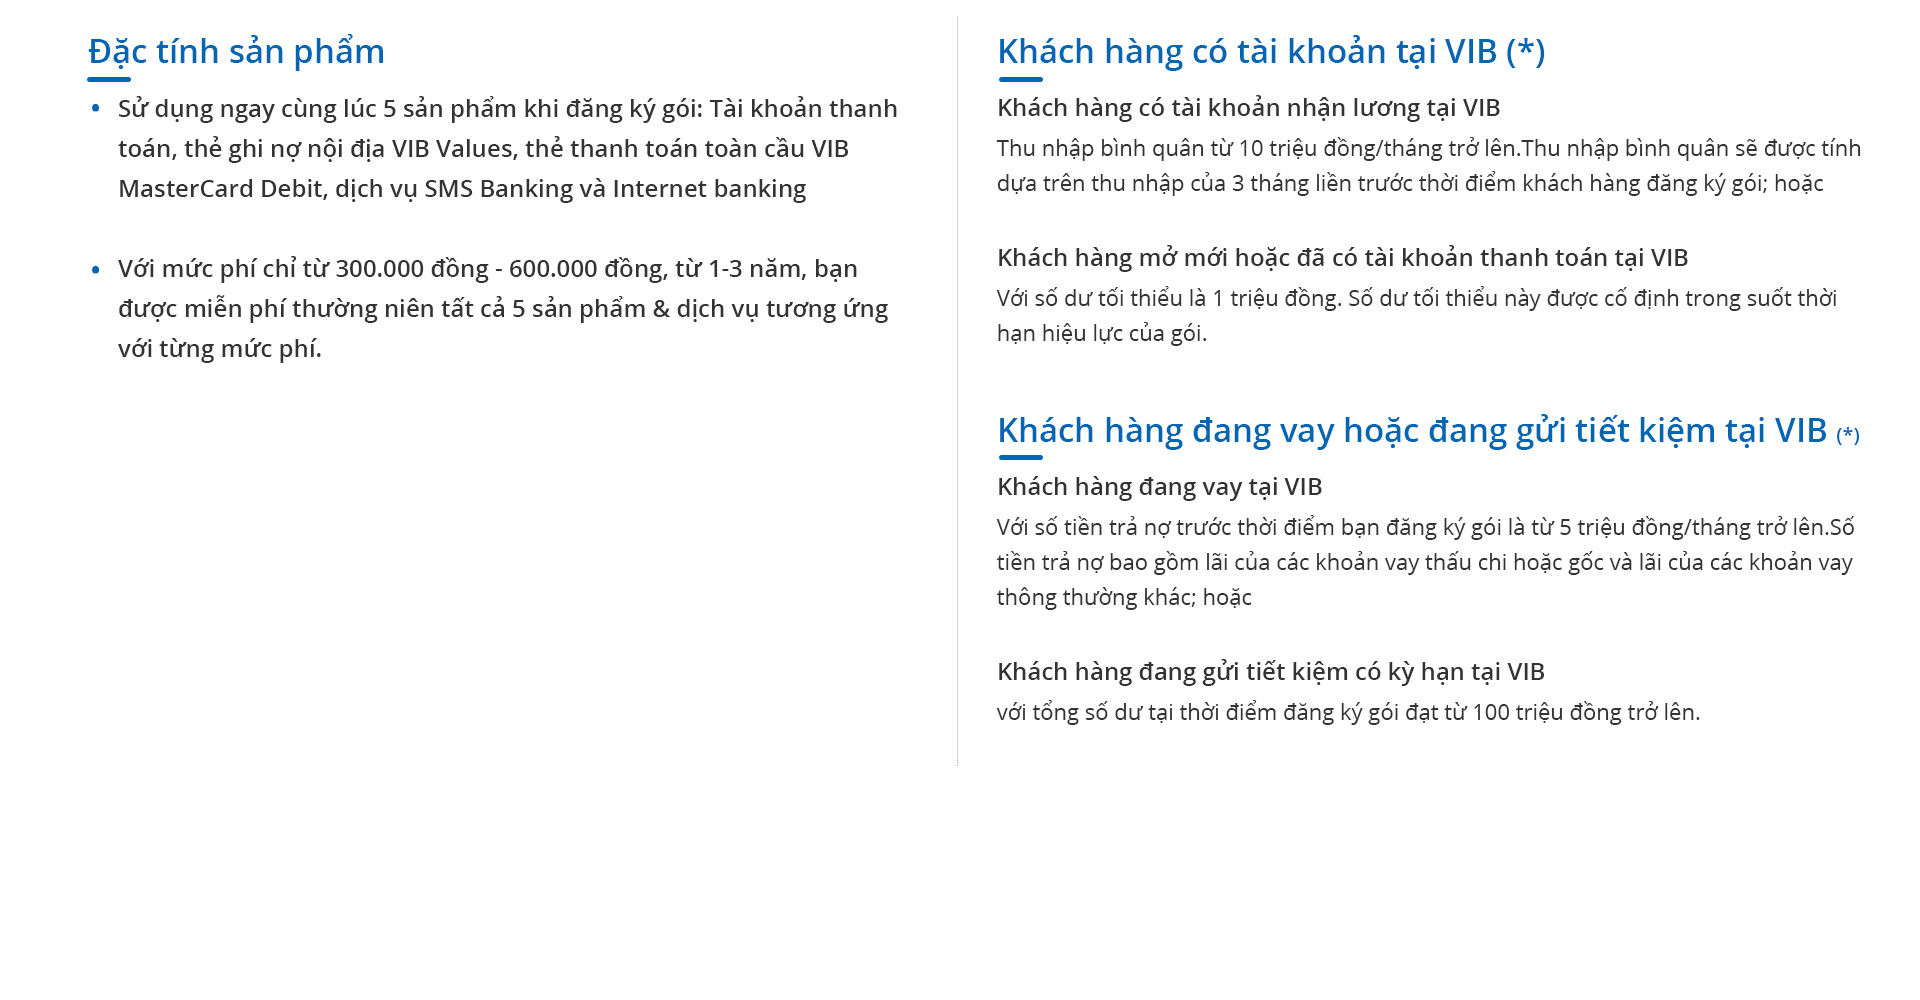 Đặc tính sản phẩm
• Sử dụng ngay cùng lúc 5 sản phẩm khi đăng ký gói: Tài khoản thanh
toán, thẻ ghi nợ nội địa VIB Values, thẻ thanh toán toàn cầu VIB
MasterCard Debit, dịch vụ SMS Banking và Internet banking
• Với mức phí chỉ từ 300.000 đồng - 600.000 đồng, từ 1-3 năm, bạn
được miễn phí thường niên tất cả 5 sản phẩm & dịch vụ tương ứng
với từng mức phí.
Khách hàng có tài khoản tại VIB (*)
Khách hàng có tài khoản nhận lương tại VIB
Thu nhập bình quân từ 10 triệu đồng/tháng trở lên.Thu nhập bình quân sẽ được tính
dựa trên thu nhập của 3 tháng liền trước thời điểm khách hàng đăng ký gói; hoặc
Khách hàng mở mới hoặc đã có tài khoản thanh toán tại VIB
Với số dư tối thiểu là 1 triệu đồng. Số dư tối thiểu này được cố định trong suốt thời
hạn hiệu lực của gói.
Khách hàng đang vay hoặc đang gửi tiết kiệm tại VIB (*)
Khách hàng đang vay tại VIB
Với số tiền trả nợ trước thời điểm bạn đăng ký gói là từ 5 triệu đồng/tháng trở lên.Số
tiền trả nợ bao gồm lãi của các khoản vay thấu chi hoặc gốc và lãi của các khoản vay
thông thường khác; hoặc
Khách hàng đang gửi tiết kiệm có kỳ hạn tại VIB
với tổng số dư tại thời điểm đăng ký gói đạt từ 100 triệu đồng trở lên.